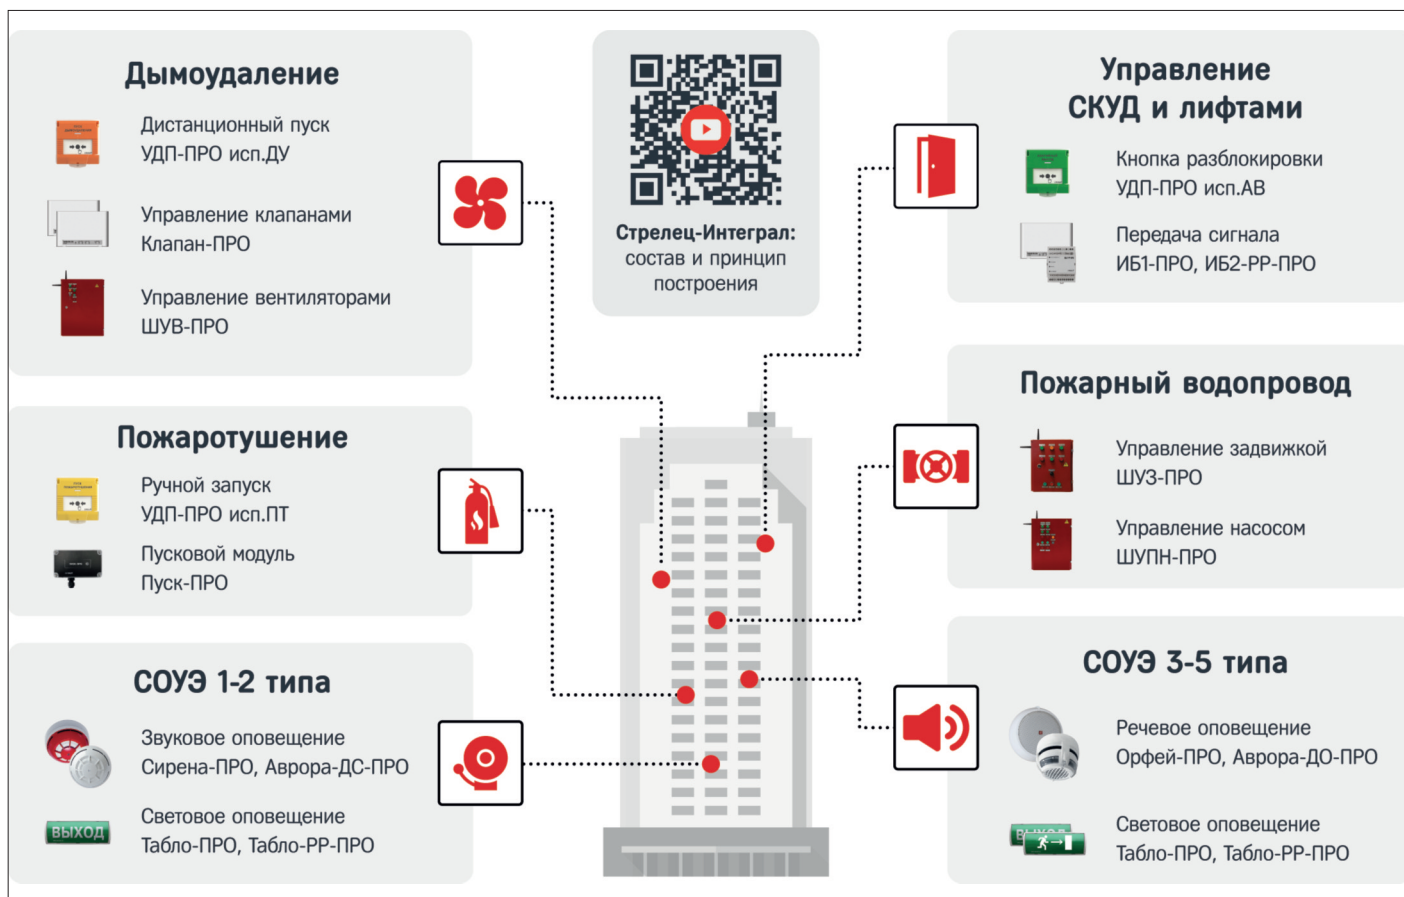 Дымоудаление
Дистанционный пуск
УДП-ПРО исп.ДУ
Управление клапанами
Клапан-ПРО
Управление вентиляторами
ШУВ-ПРО
Пожаротушение
Ручной запуск
УДП-ПРО исп.ПТ
Пусковой модуль
Пуск-ПРО
СОУЭ 1-2 типа
Звуковое оповещение
Сирена-ПРО, Аврора-ДС-ПРО
ВЫХОД
Световое оповещение
Табло-ПРО, Табло-РР-ПРО
Стрелец-Интеграл:
состав и принцип
построения
Управление
СКУД и лифтами
Кнопка разблокировки
УДП-ПРО исп.АВ
Передача сигнала
ИБ1-ПРО, ИБ2-РР-ПРО
Пожарный водопровод
Управление задвижкой
ШУЗ-ПРО
Управление насосом
ШУПН-ПРО
СОУЭ 3-5 типа
Речевое оповещение
Орфей-ПРО, Аврора-ДО-ПРО
Световое оповещение
Табло-ПРО, Табло-РР-ПРО